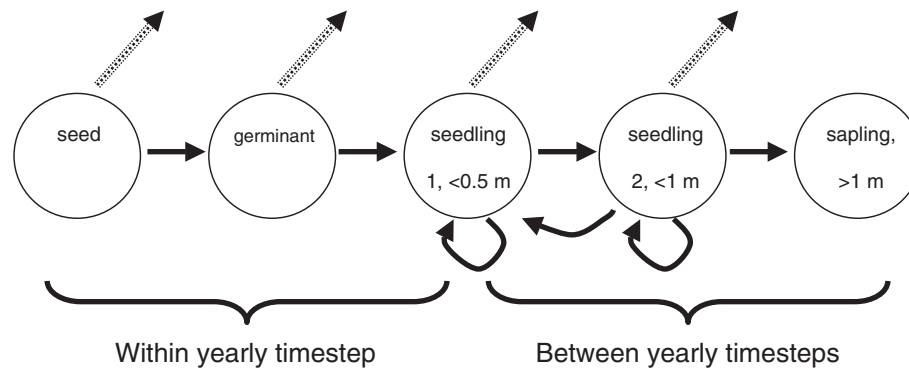 seed
germinant
seedling
1, <0.5 m
seedling
2, <1 m
sapling,
>1 m
Within yearly timestep
Between yearly timesteps